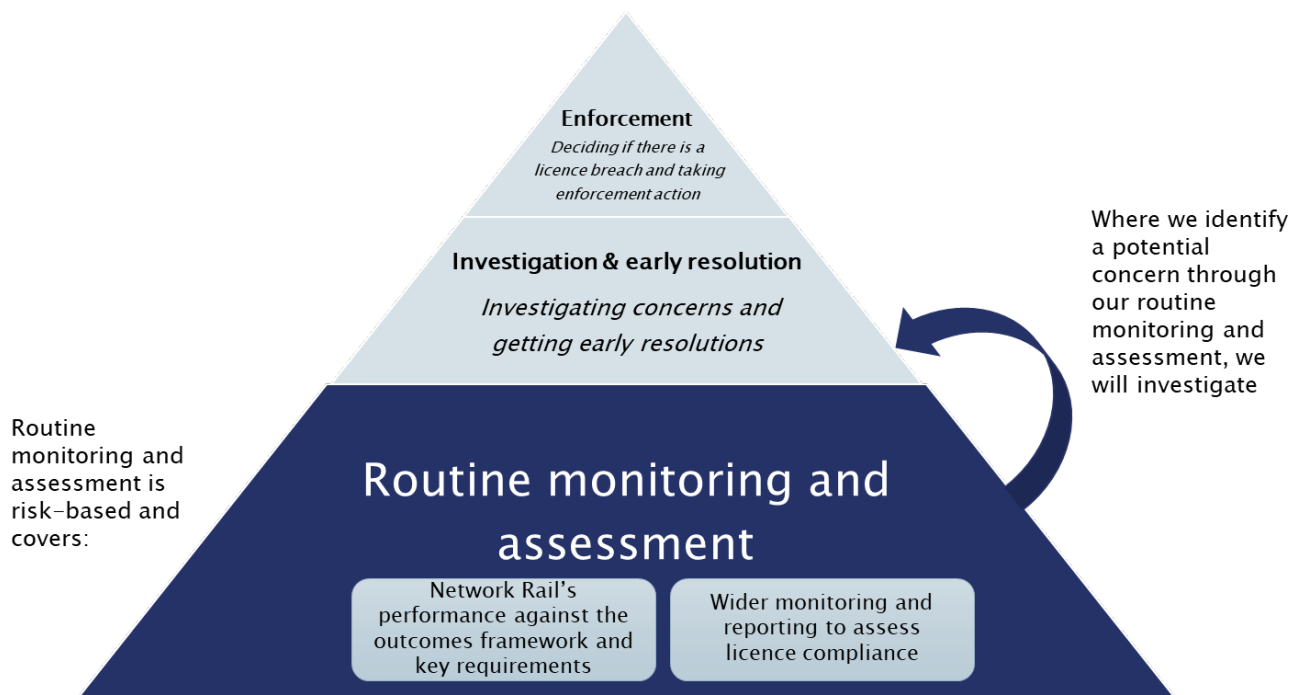 Enforcement
Deciding if there is a
licence breach and taking
enforcement action
Investigation & early resolution
Investigating concerns and
getting early resolutions
Where we identify
a potential
concern through
our routine
monitoring and
assessment, we
will investigate
Routine
monitoring and
assessment is
risk-based and
covers:
Routine monitoring and
assessment
Network Rail's
performance against the
outcomes framework and
key requirements
Wider monitoring and
reporting to assess
licence compliance